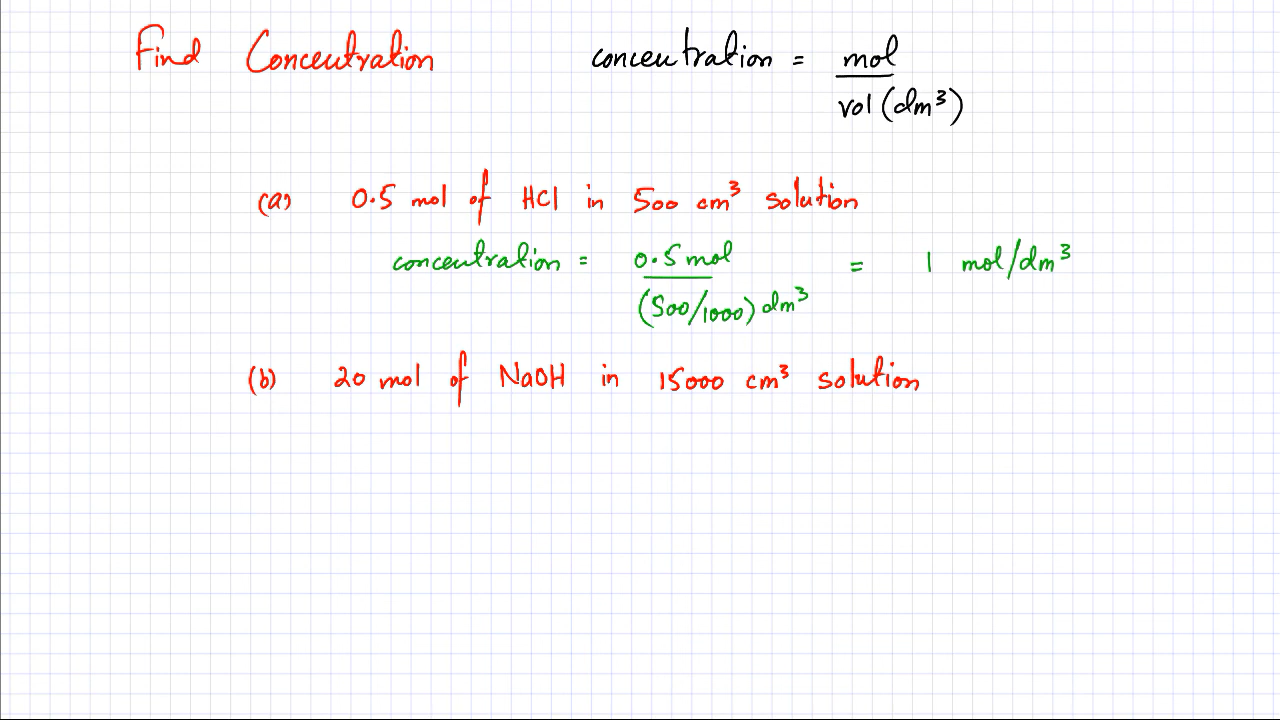 Find Concentration concentration = mol
vol (dm³)
(a) 0.5 mol of HCl in 500 cm³ solution
concentration = 0.5 mol = 1 mol/dm³
(500/1000) dm³
(b) 20 mol of NaOH in 15000 cm³ solution